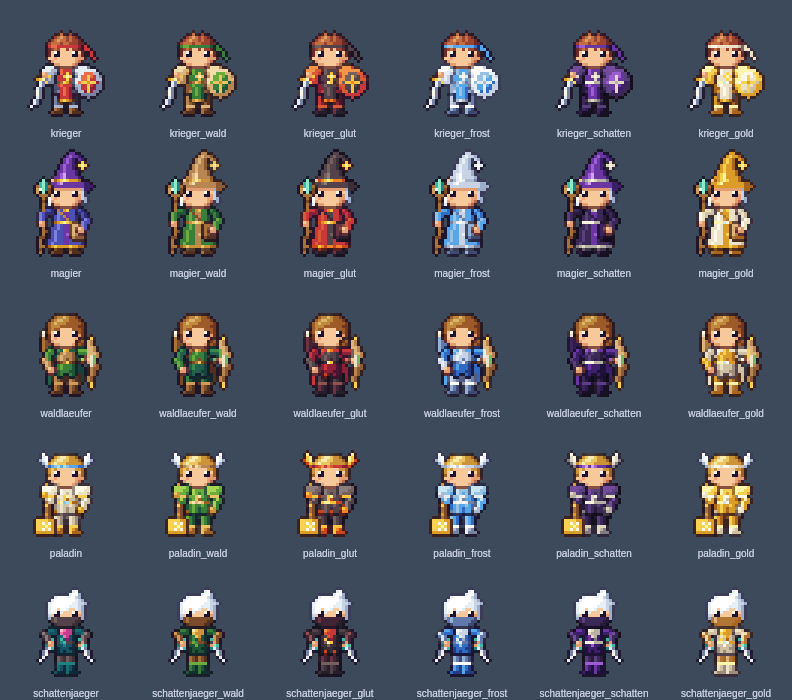 krieger krieger_wald krieger_glut krieger_frost krieger_schatten krieger_gold
magier magier_wald magier_glut magier_frost magier_schatten magier_gold
waldlaeufer waldlaeufer_wald waldlaeufer_glut waldlaeufer_frost waldlaeufer_schatten waldlaeufer_gold
paladin paladin_wald paladin_glut paladin_frost paladin_schatten paladin_gold
schattenjaeger schattenjaeger_wald schattenjaeger_glut schattenjaeger_frost schattenjaeger_schatten schattenjaeger_gold